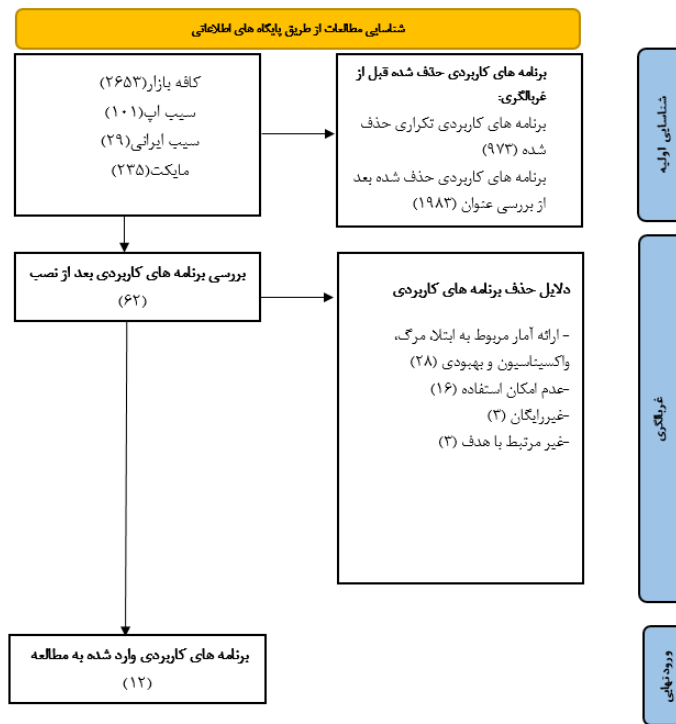 شناسایی مطالعات از طریق پایگاه های اطلاعاتی
کافه بازار(۲۶۵۳)
سیب اپ(۱۰۱)
سیب ایرانی(۲۹)
مایکت(۲۳۵)
برنامه های کاربردی حذف شده قبل از
غربالگری:
برنامه های کاربردی تکراری حذف
شده (۹۷۳)
برنامه های کاربردی حذف شده بعد
از بررسی عنوان (۱۹۸۳)
شناسایی اولیه
بررسی برنامه های کاربردی بعد از نصب
(۶۲)
دلایل حذف برنامه های کاربردی
- ارائه آمار مربوط به ابتلا، مرگ،
واکسیناسیون و بهبودی (۲۸)
-عدم امکان استفاده (۱۶)
-غیررایگان (۳)
-غیر مرتبط با هدف (۳)
غربالگری
برنامه های کاربردی وارد شده به مطالعه
(۱۲)
ورود نهایی